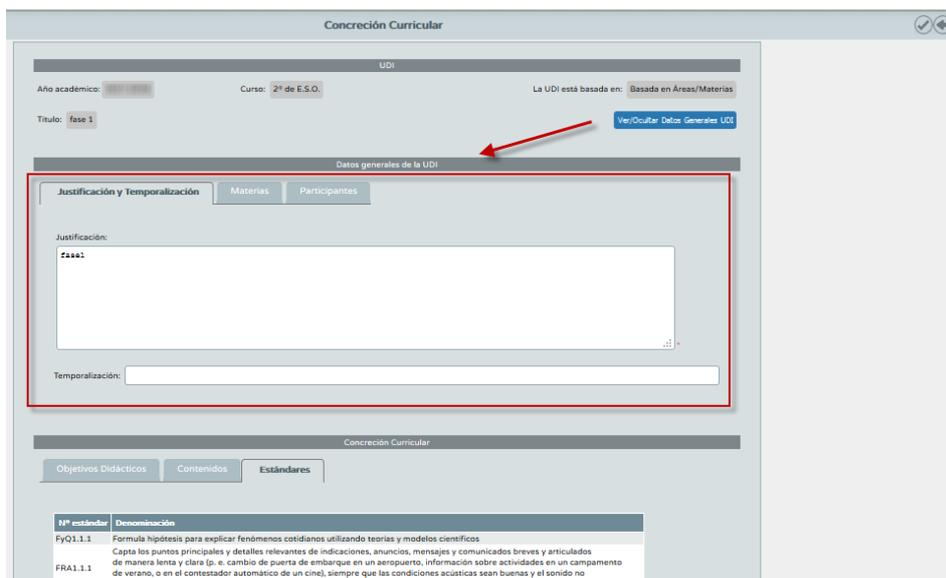 Concreción Curricular
UDI
Año académico:
Curso: 2º de E.S.O.
La UDI está basada en: Basada en Áreas/Materias
Título: fase 1
Ver/Ocultar Datos Generales UDI
Datos generales de la UDI
Justificación y Temporalización Materias Participantes
Justificación:
fase1
*
Temporalización:
Concreción Curricular
Objetivos Didácticos Contenidos Estándares
Nº estándar Denominación
FyQ1.1.1 Formula hipótesis para explicar fenómenos cotidianos utilizando teorías y modelos científicos
Capta los puntos principales y detalles relevantes de indicaciones, anuncios, mensajes y comunicados breves y articulados
FRA1.1.1 de manera lenta y clara (p. e. cambio de puerta de embarque en un aeropuerto, información sobre actividades en un campamento
de verano, o en el contestador automático de un cine), siempre que las condiciones acústicas sean buenas y el sonido no